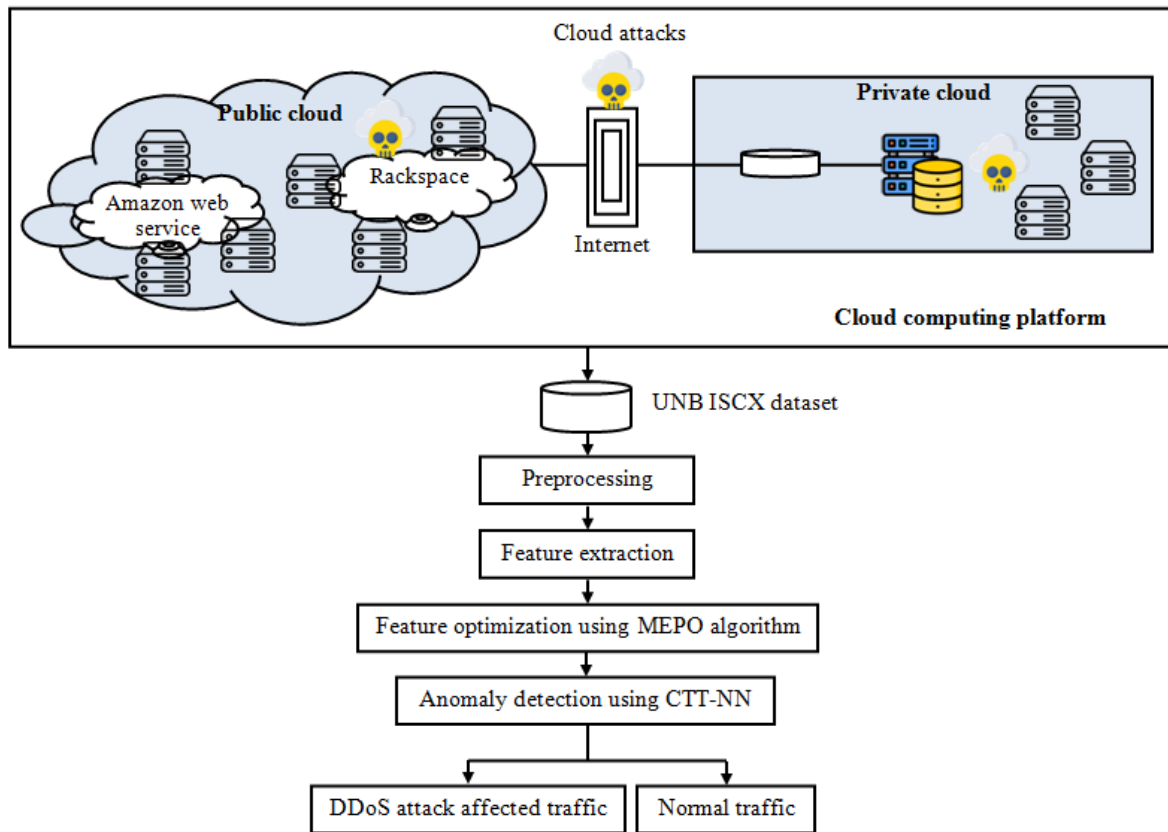 Cloud attacks
Public cloud
Private cloud
Rackspace
Amazon web
service
Internet
Cloud computing platform
UNB ISCX dataset
Preprocessing
Feature extraction
Feature optimization using MEPO algorithm
Anomaly detection using CTT-NN
DDoS attack affected traffic
Normal traffic